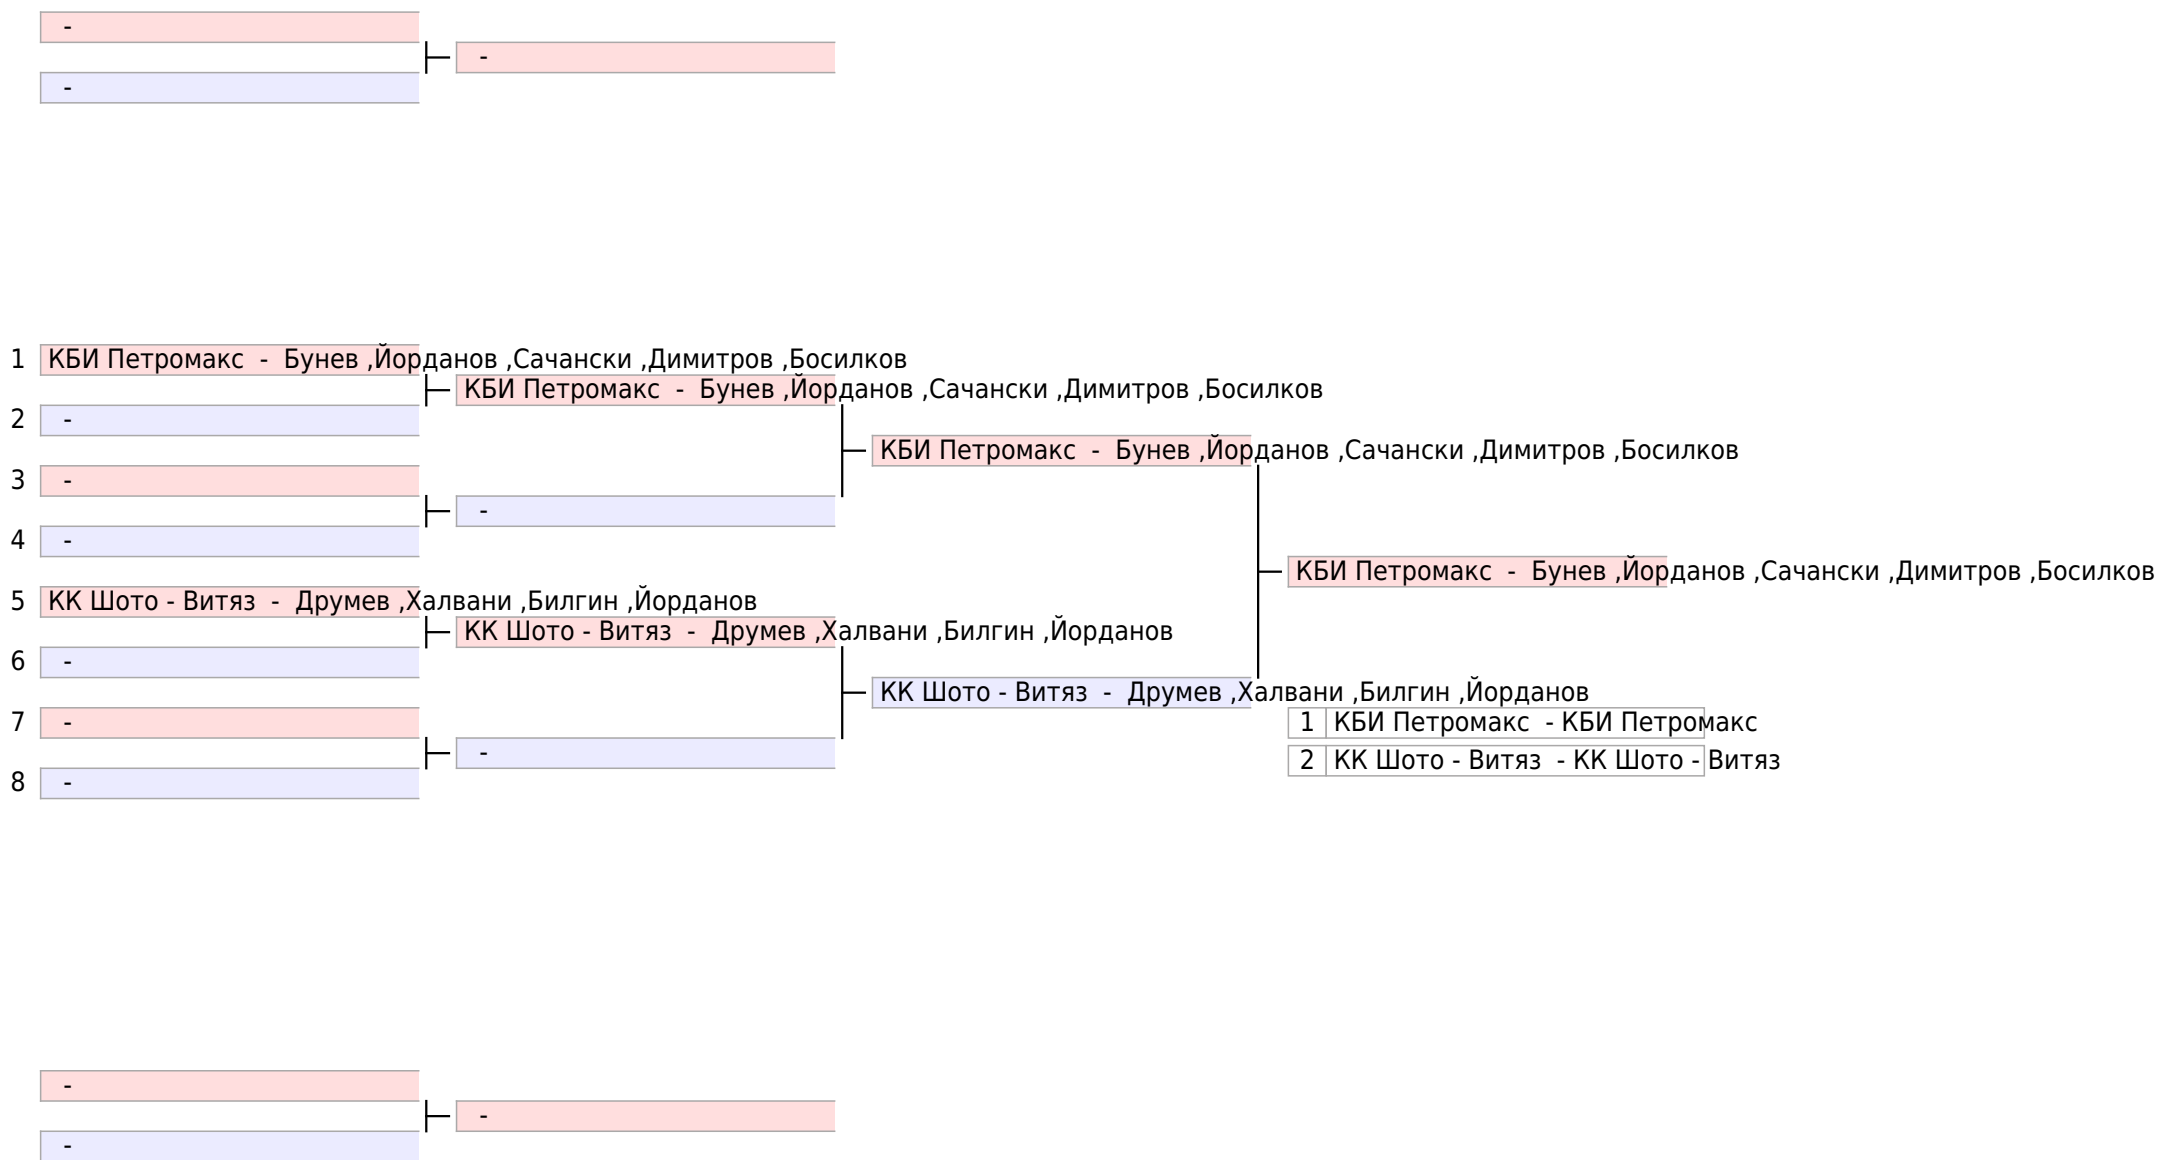 -
-
-
1 КБИ Петромакс - Бунев ,Йорданов ,Сачански ,Димитров ,Босилков
КБИ Петромакс - Бунев ,Йорданов ,Сачански ,Димитров ,Босилков
2 -
КБИ Петромакс - Бунев ,Йорданов ,Сачански ,Димитров ,Босилков
3 -
-
4 -
КБИ Петромакс - Бунев ,Йорданов ,Сачански ,Димитров ,Босилков
5 КК Шото - Витяз - Друмев ,Халвани ,Билгин ,Йорданов
КК Шото - Витяз - Друмев ,Халвани ,Билгин ,Йорданов
6 -
КК Шото - Витяз - Друмев ,Халвани ,Билгин ,Йорданов
7 -
1 КБИ Петромакс - КБИ Петромакс
-
2 КК Шото - Витяз - КК Шото - Витяз
8 -
-
-
-